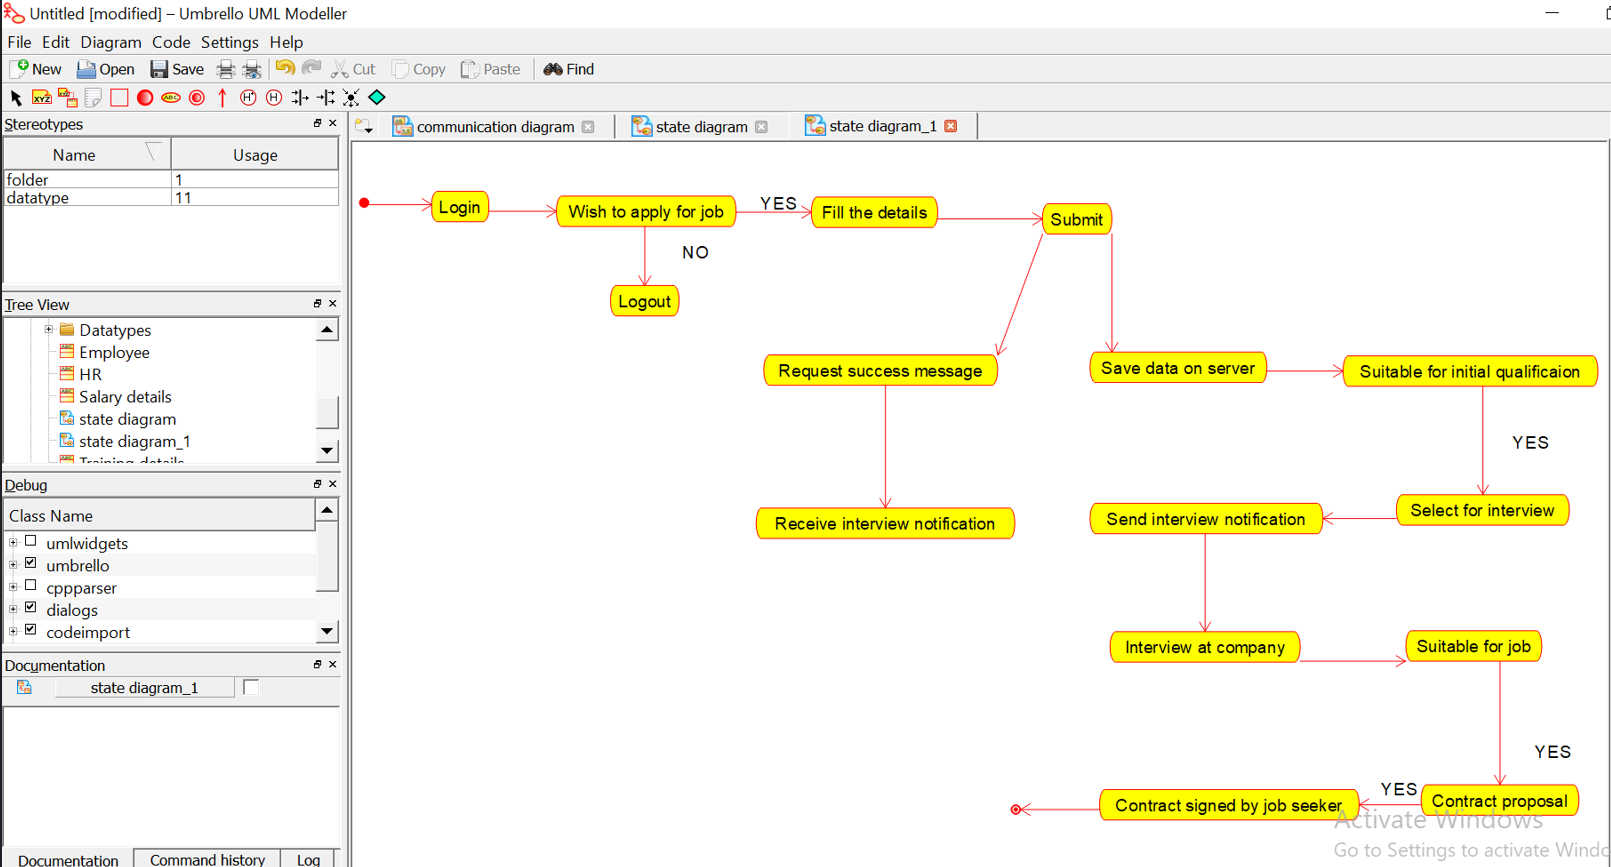 Untitled [modified] – Umbrello UML Modeller
File Edit Diagram Code Settings Help
New Open Save Cut Copy Paste Find
XYZ ABC H* H
Stereotypes
communication diagram state diagram state diagram_1
Name Usage
folder 1
datatype 11
Tree View
Datatypes
Employee
HR
Salary details
state diagram
state diagram_1
Training details
Debug
Class Name
umlwidgets
umbrello
cppparser
dialogs
codeimport
Documentation
state diagram_1
Documentation Command history Log
Login
Wish to apply for job
YES
Fill the details
Submit
NO
Logout
Request success message
Save data on server
Suitable for initial qualificaion
YES
Receive interview notification
Send interview notification
Select for interview
Interview at company
Suitable for job
YES
Contract signed by job seeker
YES
Contract proposal
Activate Windows
Go to Settings to activate Windo